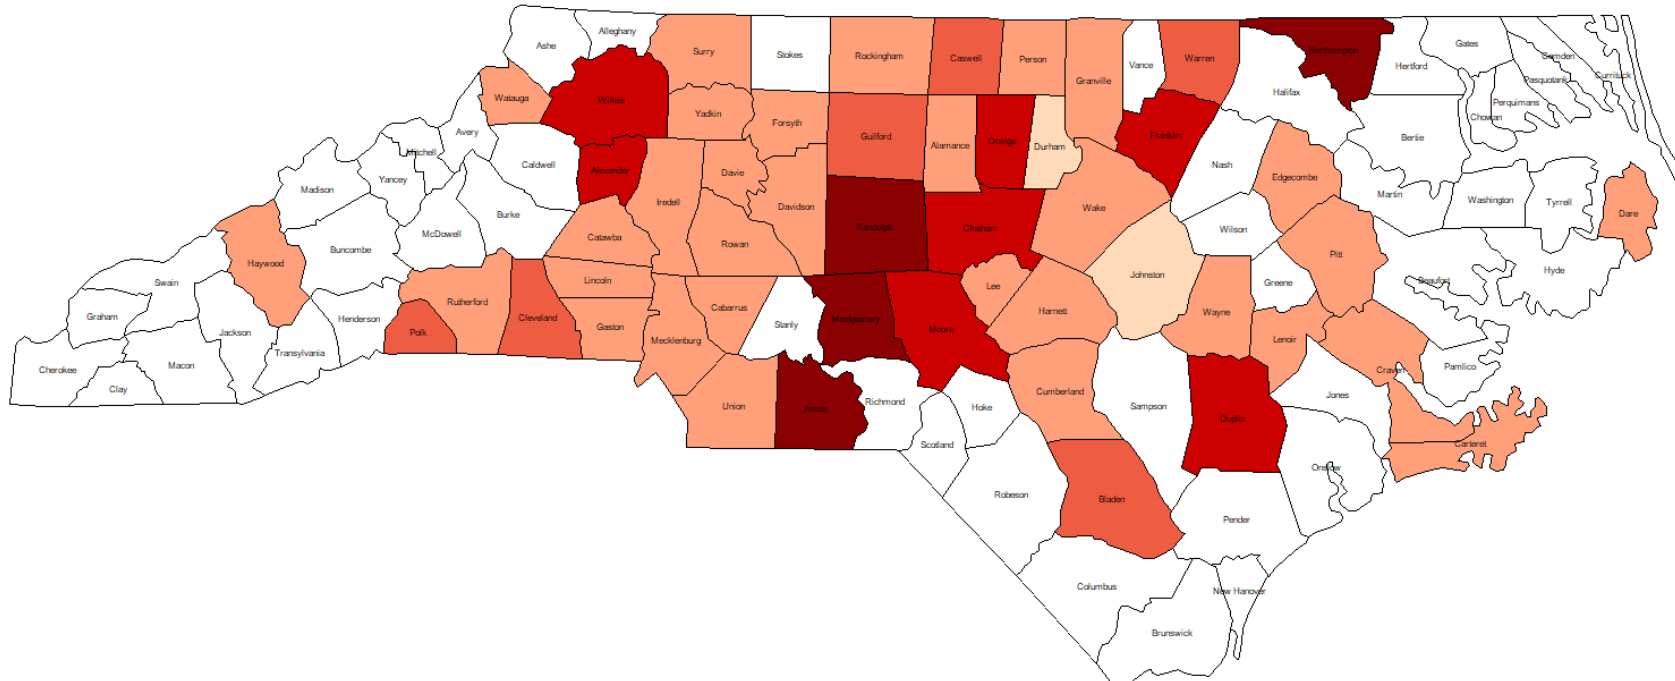 Alleghany
Ashe
Surry
Stokes
Rockingham
Caswell
Person
Granville
Vance
Warren
Northampton
Gates
Hertford
Camden
Pasquotank
Currituck
Halifax
Perquimans
Chowan
Watauga
Wilkes
Yadkin
Forsyth
Guilford
Alamance
Orange
Durham
Franklin
Nash
Bertie
Avery
Mitchell
Caldwell
Alexander
Davie
Edgecombe
Madison
Yancey
Burke
Iredell
Davidson
Wake
Martin
Washington
Tyrrell
Dare
McDowell
Catawba
Rowan
Randolph
Chatham
Wilson
Buncombe
Haywood
Swain
Lincoln
Johnston
Pitt
Greene
Beaufort
Hyde
Graham
Jackson
Henderson
Rutherford
Polk
Cleveland
Gaston
Cabarrus
Stanly
Montgomery
Moore
Lee
Harnett
Wayne
Lenoir
Mecklenburg
Cherokee
Clay
Macon
Transylvania
Craven
Pamlico
Union
Anson
Richmond
Hoke
Cumberland
Sampson
Duplin
Jones
Scotland
Carteret
Onslow
Robeson
Bladen
Pender
Columbus
New Hanover
Brunswick